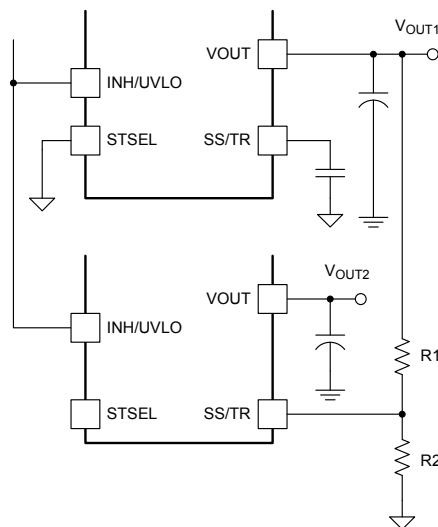 VOUT
VOUT1
INH/UVLO
STSEL
SS/TR
VOUT2
VOUT
INH/UVLO
R1
STSEL
SS/TR
R2